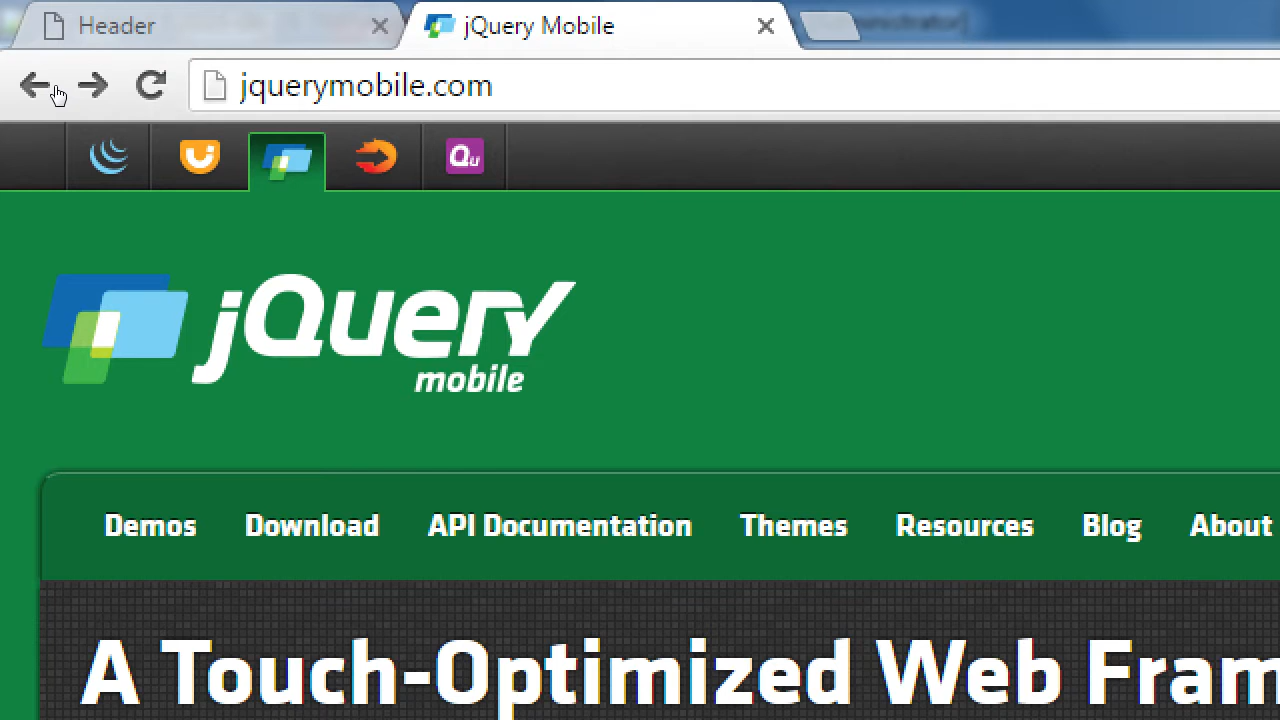 Header
jQuery Mobile
jquerymobile.com
Qu
jQuery
mobile
Demos Download API Documentation Themes Resources Blog About
A Touch-Optimized Web Fram